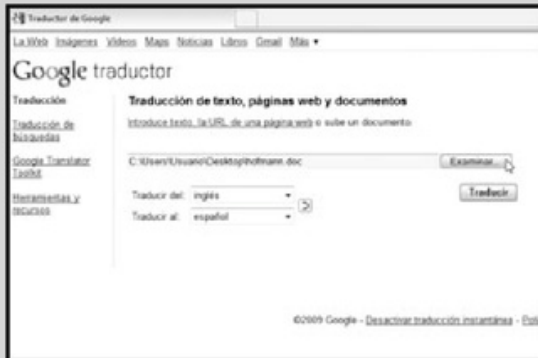 Traductor de Google
La Web Imágenes Vídeos Maps Noticias Libros Gmail Más ▾
Google traductor
Traducción
Traducción de búsquedas
Google Translator Toolkit
Herramientas y recursos
Traducción de texto, páginas web y documentos
Introduce texto, la URL de una página web o sube un documento.
C:\Users\Usuario\Desktop\hofmann.doc Examinar...
Traducir del: inglés
Traducir al: español
Traducir
©2009 Google - Desactivar traducción instantánea -